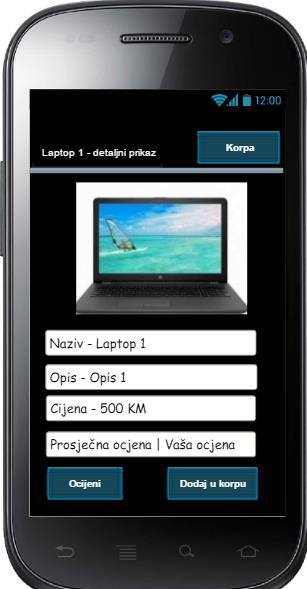 12:00
Laptop 1 - detaljni prikaz
Korpa
Naziv - Laptop 1
Opis - Opis 1
Cijena - 500 KM
Prosječna ocjena | Vaša ocjena
Ocijeni
Dodaj u korpu